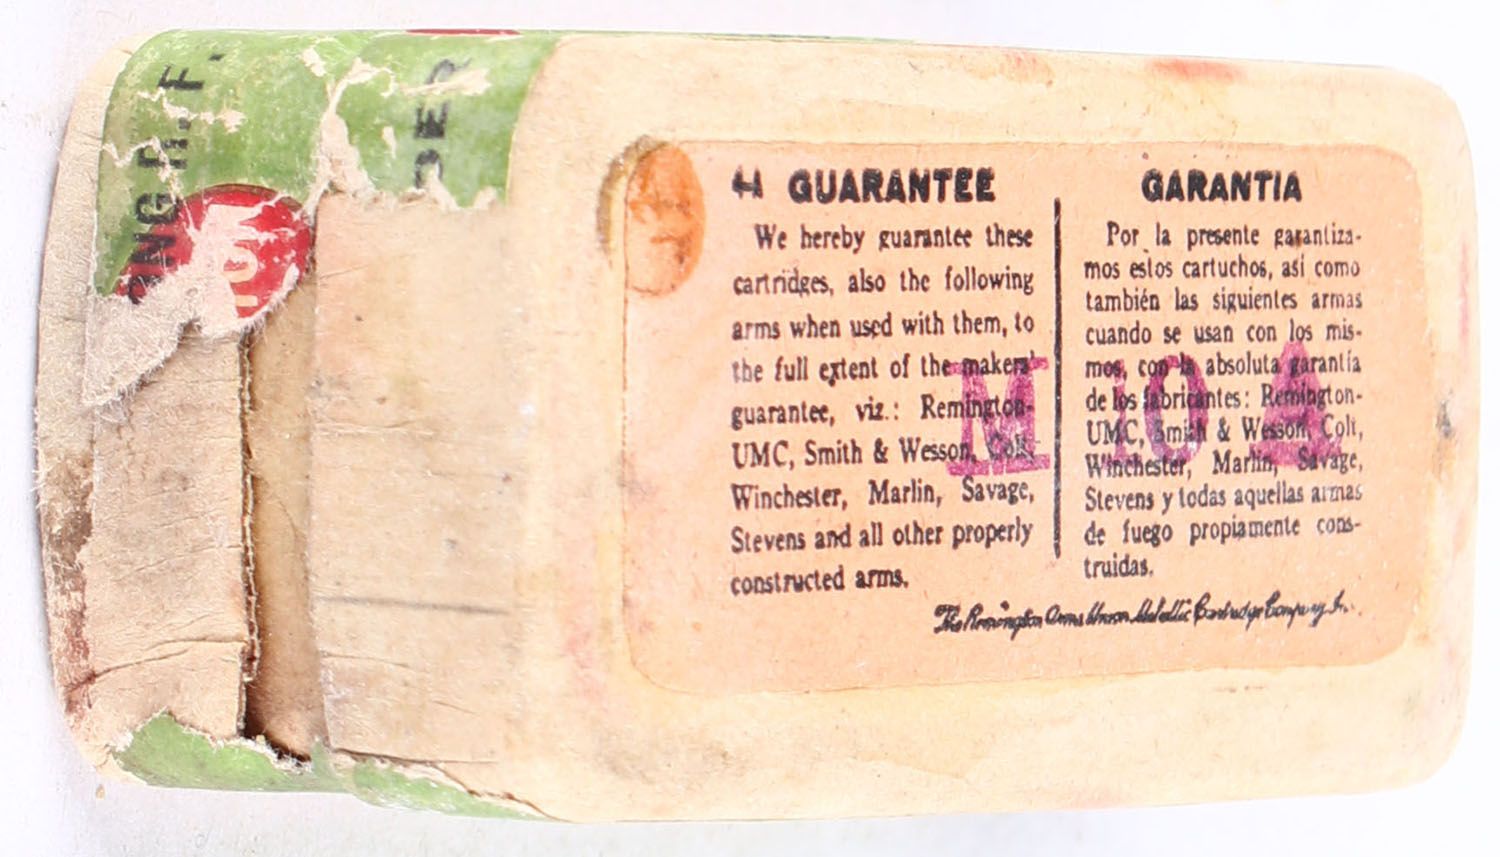 NG R.F.
DER
GUARANTEE
We hereby guarantee these
cartridges, also the following
arms when used with them, to
the full extent of the makers'
guarantee, viz.: Remington-
UMC, Smith & Wesson, Colt,
Winchester, Marlin, Savage,
Stevens and all other properly
constructed arms.
GARANTIA
Por la presente garantiza-
mos estos cartuchos, así como
también las siguientes armas
cuando se usan con los mis-
mos, con la absoluta garantía
de los fabricantes: Remington-
UMC, Smith & Wesson, Colt,
Winchester, Marlin, Savage,
Stevens y todas aquellas armas
de fuego propiamente cons-
truidas.
The Remington Arms Union Metallic Cartridge Company Inc.
M 10 A